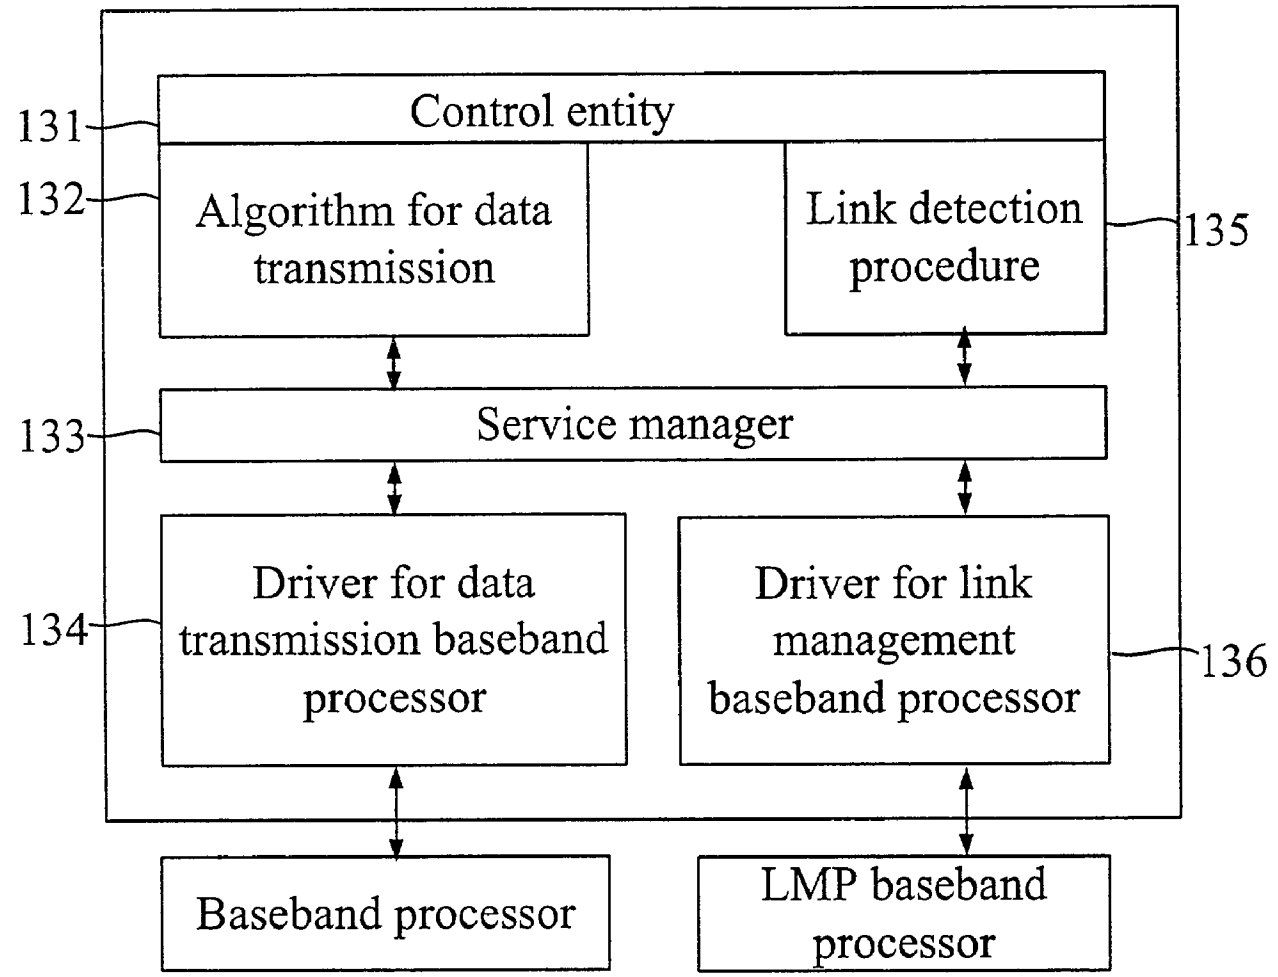 131
Control entity
132
Algorithm for data
transmission
Link detection
procedure
135
133
Service manager
134
Driver for data
transmission baseband
processor
Driver for link
management
baseband processor
136
Baseband processor
LMP baseband
processor